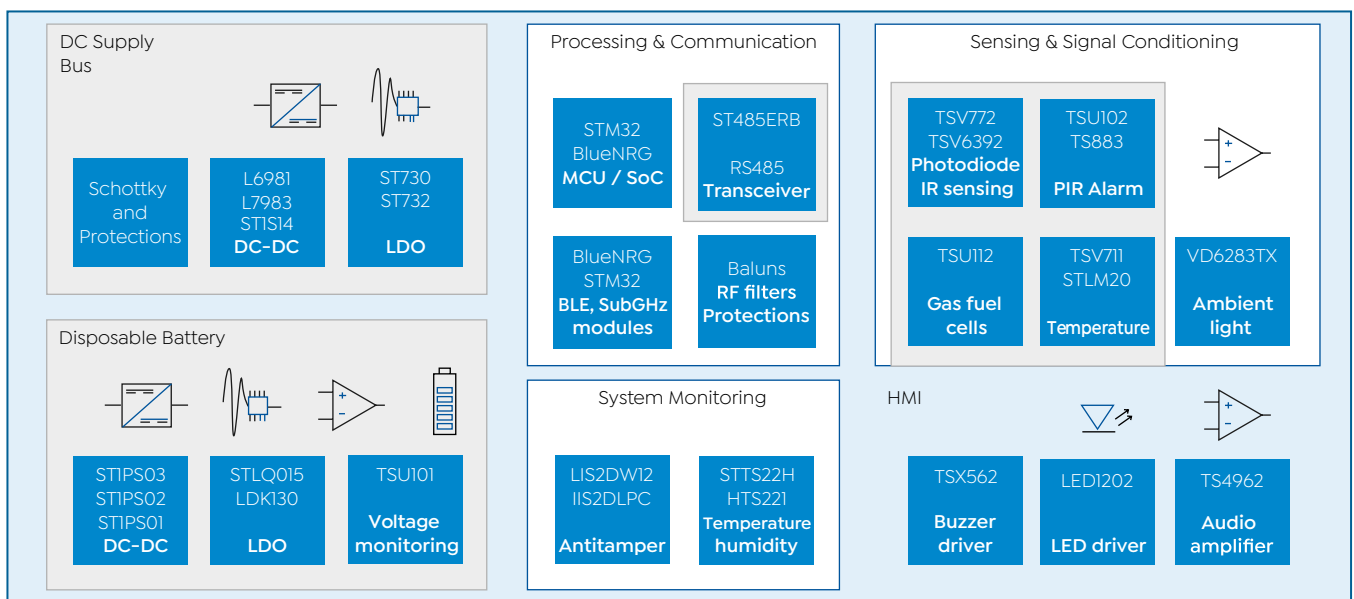 DC Supply
Bus
Schottky
and
Protections
L6981
L7983
ST1S14
DC-DC
ST730
ST732
LDO
Disposable Battery
ST1PS03
ST1PS02
ST1PS01
DC-DC
STLQ015
LDK130
LDO
TSU101
Voltage
monitoring
Processing & Communication
STM32
BlueNRG
MCU / SoC
ST485ERB
RS485
Transceiver
BlueNRG
STM32
BLE, SubGHz
modules
Baluns
RF filters
Protections
System Monitoring
LIS2DW12
IIS2DLPC
Antitamper
STTS22H
HTS221
Temperature
humidity
Sensing & Signal Conditioning
TSV772
TSV6392
Photodiode
IR sensing
TSU102
TS883
PIR Alarm
TSU112
Gas fuel
cells
TSV711
STLM20
Temperature
VD6283TX
Ambient
light
HMI
TSX562
Buzzer
driver
LED1202
LED driver
TS4962
Audio
amplifier